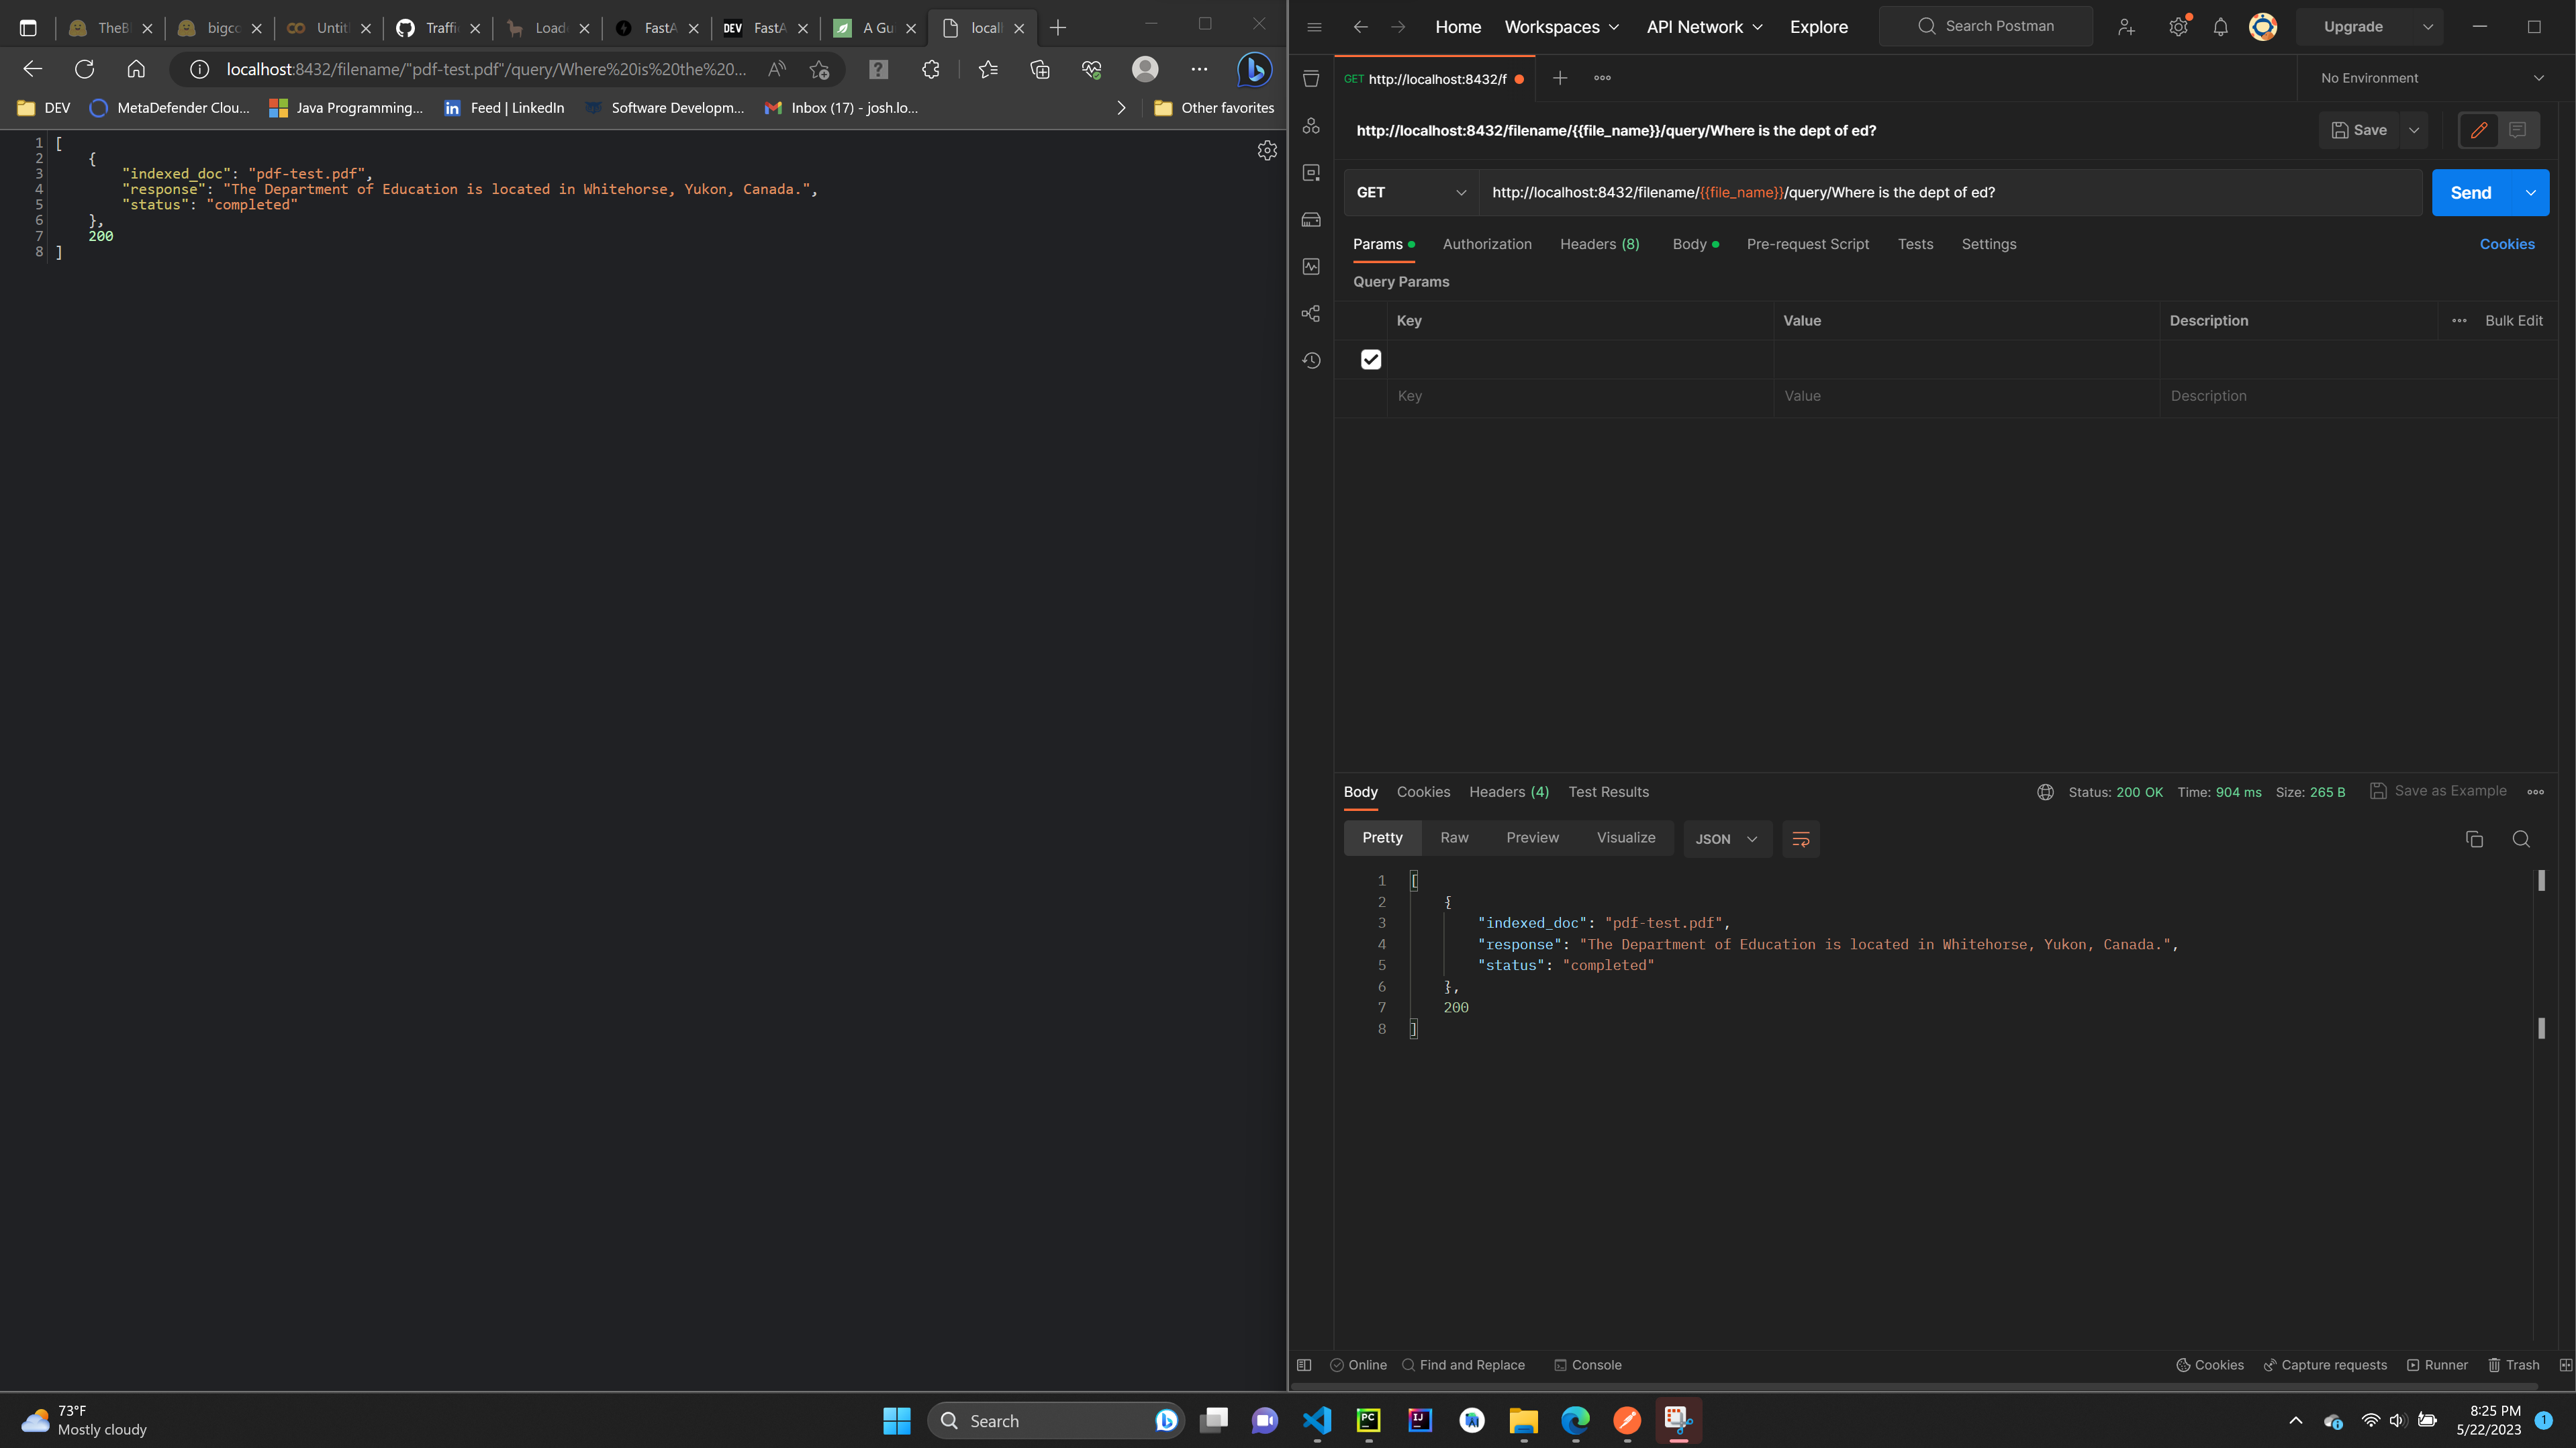 TheB
bigcc
Untit
Traffi
Load
FastA
DEV FastA
A Gu
locall
localhost:8432/filename/"pdf-test.pdf"/query/Where%20is%20the%20...
DEV
MetaDefender Clou...
Java Programming...
Feed | LinkedIn
Software Developm...
Inbox (17) - josh.lo...
Other favorites
1 [
2 {
3 "indexed_doc": "pdf-test.pdf",
4 "response": "The Department of Education is located in Whitehorse, Yukon, Canada.",
5 "status": "completed"
6 },
7 200
8 ]
Home Workspaces API Network Explore
Search Postman
Upgrade
GET http://localhost:8432/f
No Environment
http://localhost:8432/filename/{{file_name}}/query/Where is the dept of ed?
Save
GET http://localhost:8432/filename/{{file_name}}/query/Where is the dept of ed?
Send
Params Authorization Headers (8) Body Pre-request Script Tests Settings Cookies
Query Params
Key Value Description Bulk Edit
Key Value Description
Body Cookies Headers (4) Test Results
Status: 200 OK Time: 904 ms Size: 265 B Save as Example
Pretty Raw Preview Visualize JSON
1 [
2 {
3 "indexed_doc": "pdf-test.pdf",
4 "response": "The Department of Education is located in Whitehorse, Yukon, Canada.",
5 "status": "completed"
6 },
7 200
8 ]
Online Find and Replace Console
Cookies Capture requests Runner Trash
73°F
Mostly cloudy
Search
PC
IJ
8:25 PM
5/22/2023
1